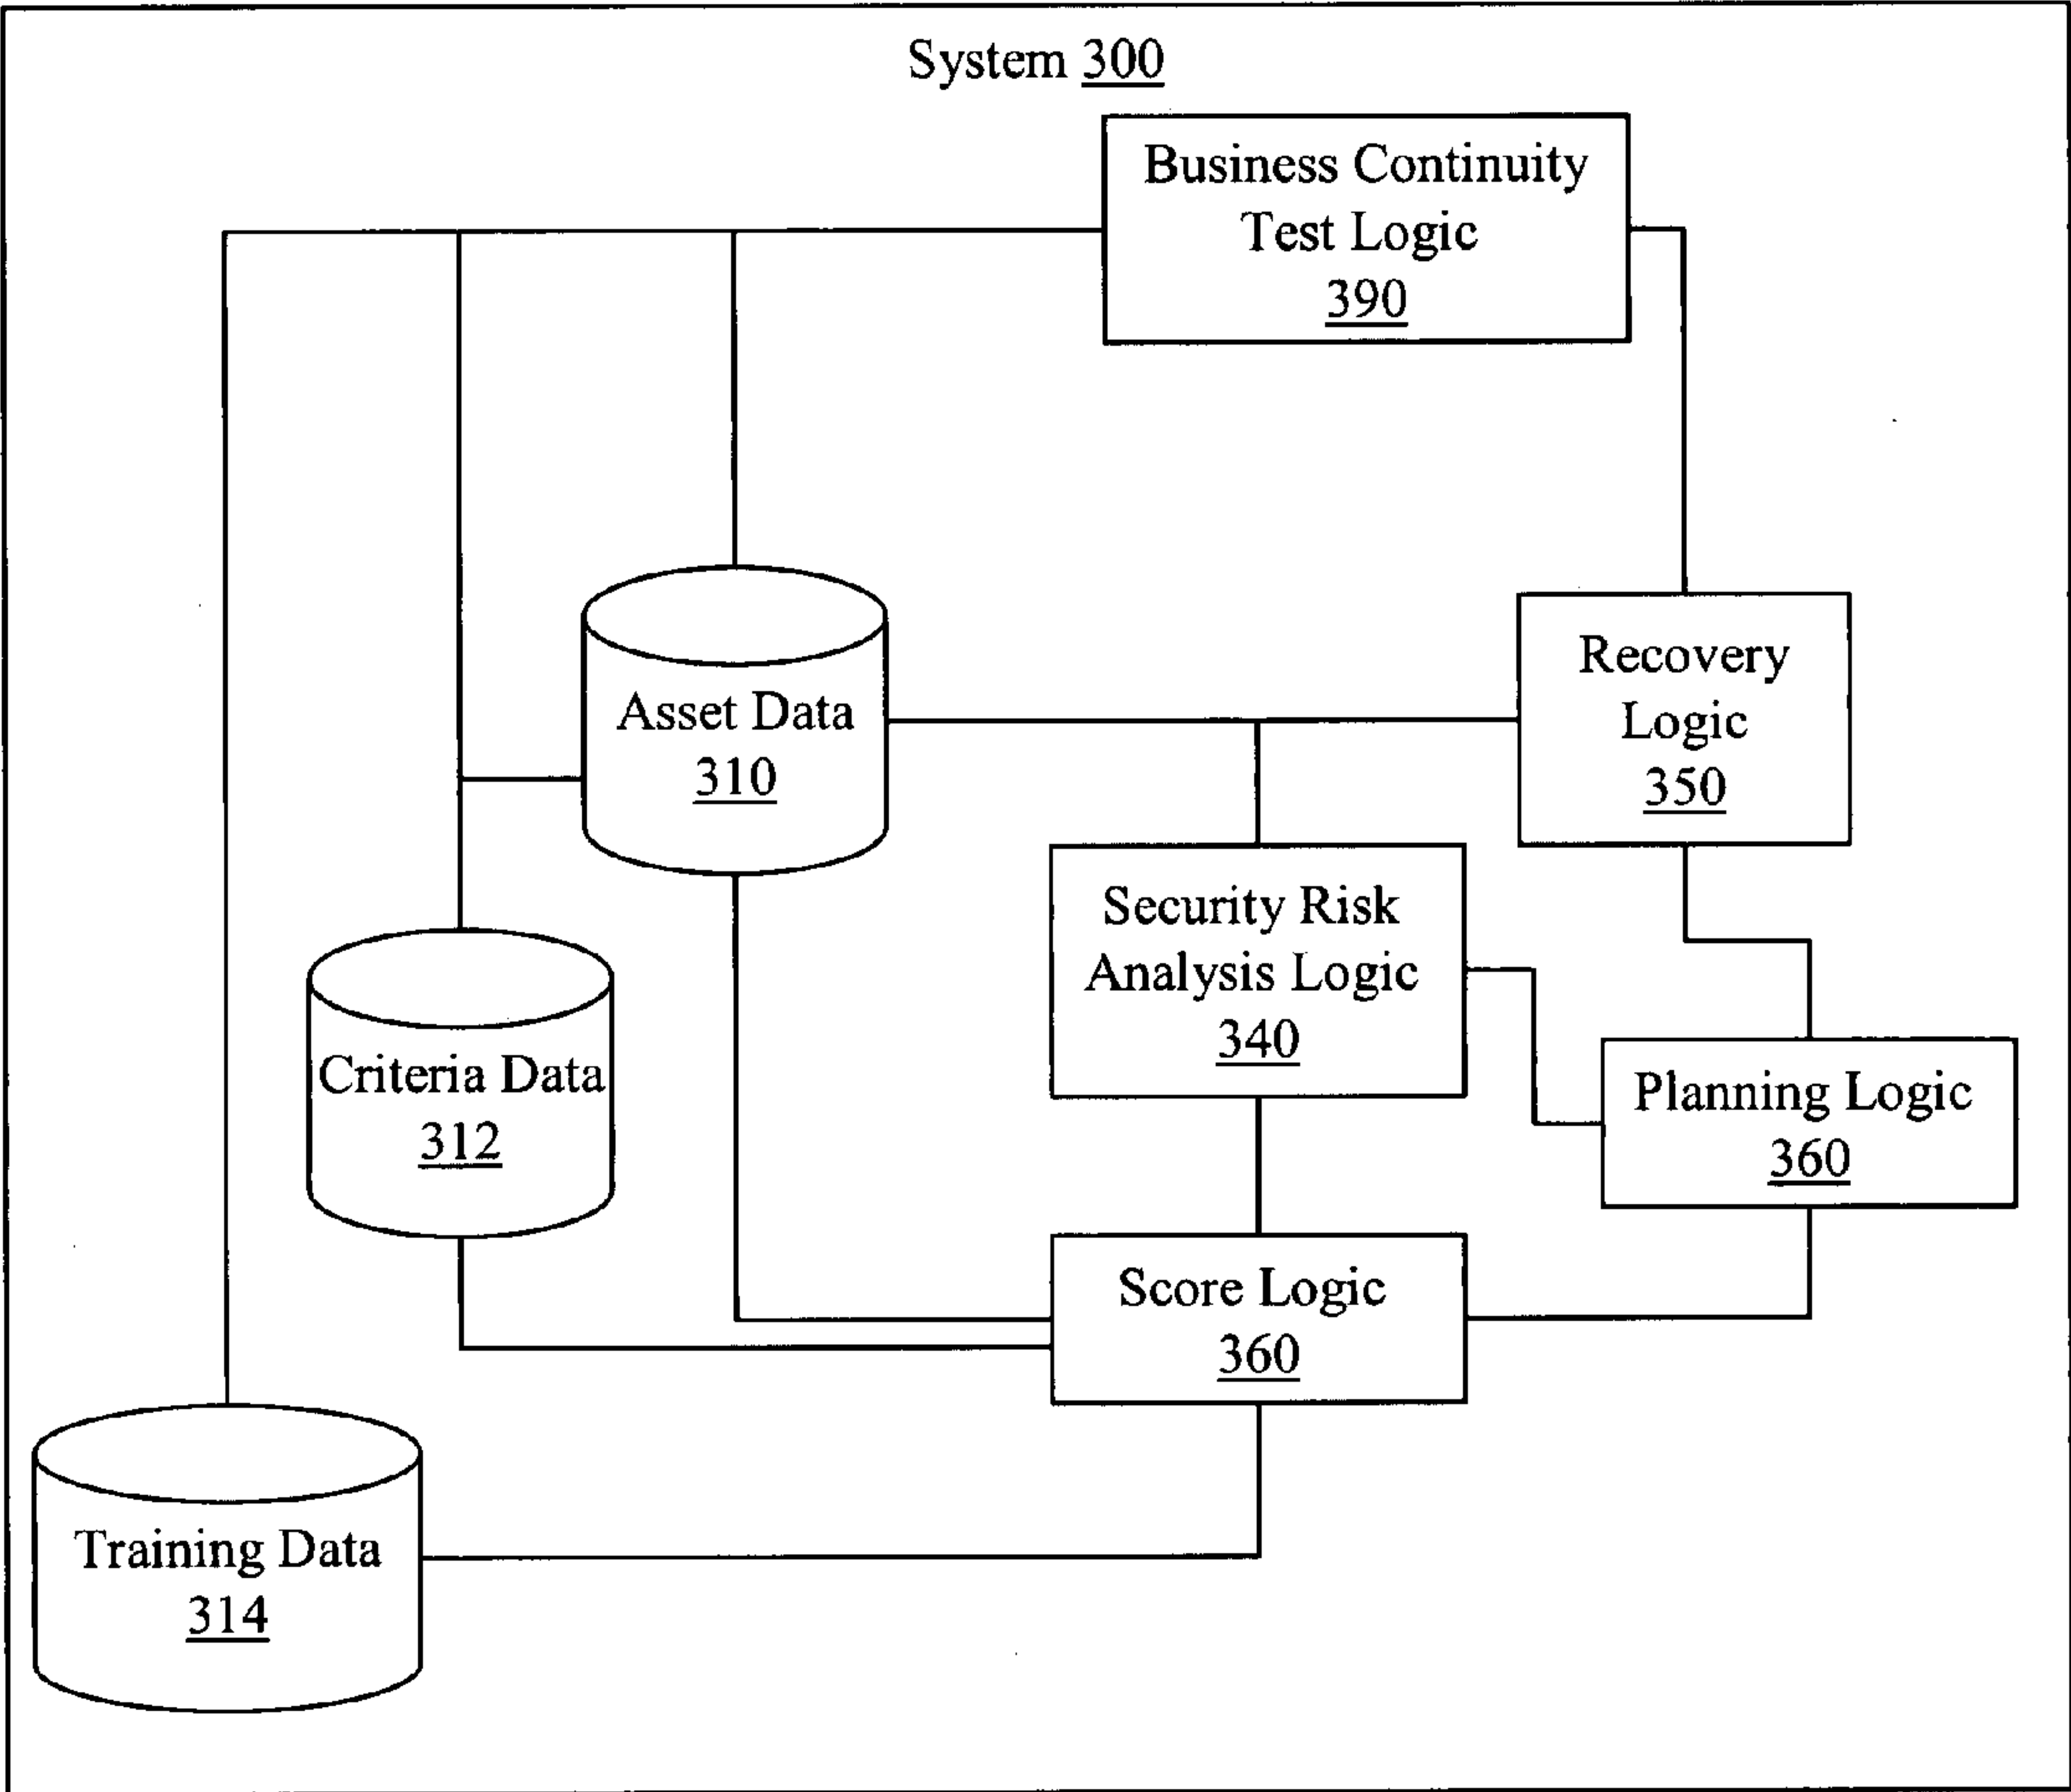 System 300
Business Continuity
Test Logic
390
Recovery
Logic
350
Asset Data
310
Security Risk
Analysis Logic
340
Criteria Data
312
Planning Logic
360
Score Logic
360
Training Data
314